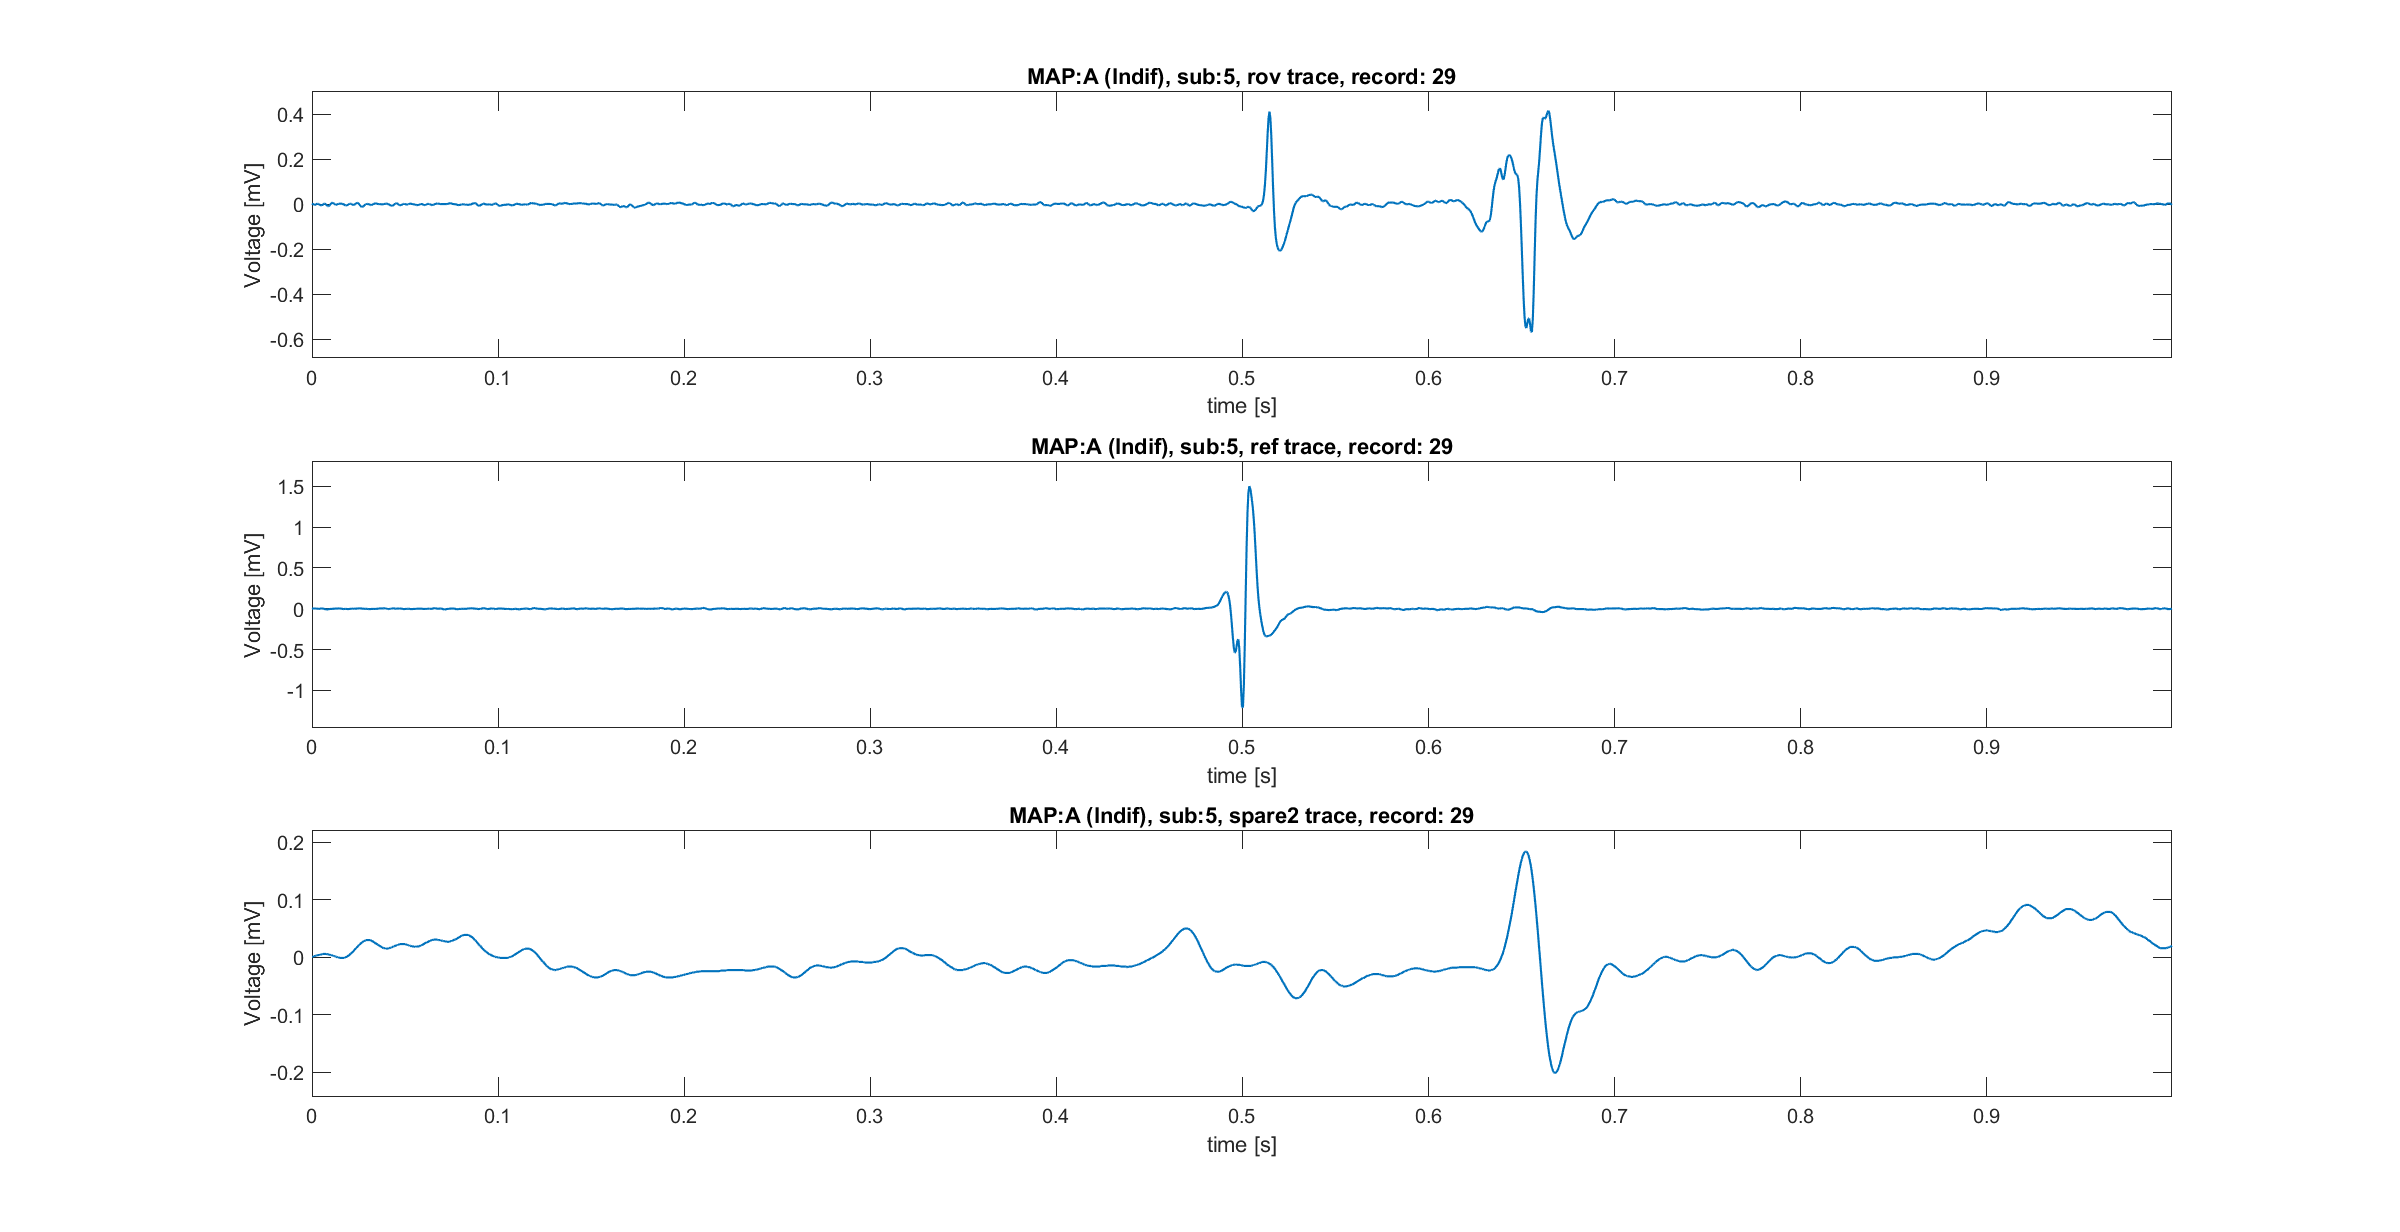 MAP:A (Indif), sub:5, rov trace, record: 29
Voltage [mV]
0.4
0.2
0
-0.2
-0.4
-0.6
0 0.1 0.2 0.3 0.4 0.5 0.6 0.7 0.8 0.9
time [s]
MAP:A (Indif), sub:5, ref trace, record: 29
Voltage [mV]
1.5
1
0.5
0
-0.5
-1
0 0.1 0.2 0.3 0.4 0.5 0.6 0.7 0.8 0.9
time [s]
MAP:A (Indif), sub:5, spare2 trace, record: 29
Voltage [mV]
0.2
0.1
0
-0.1
-0.2
0 0.1 0.2 0.3 0.4 0.5 0.6 0.7 0.8 0.9
time [s]